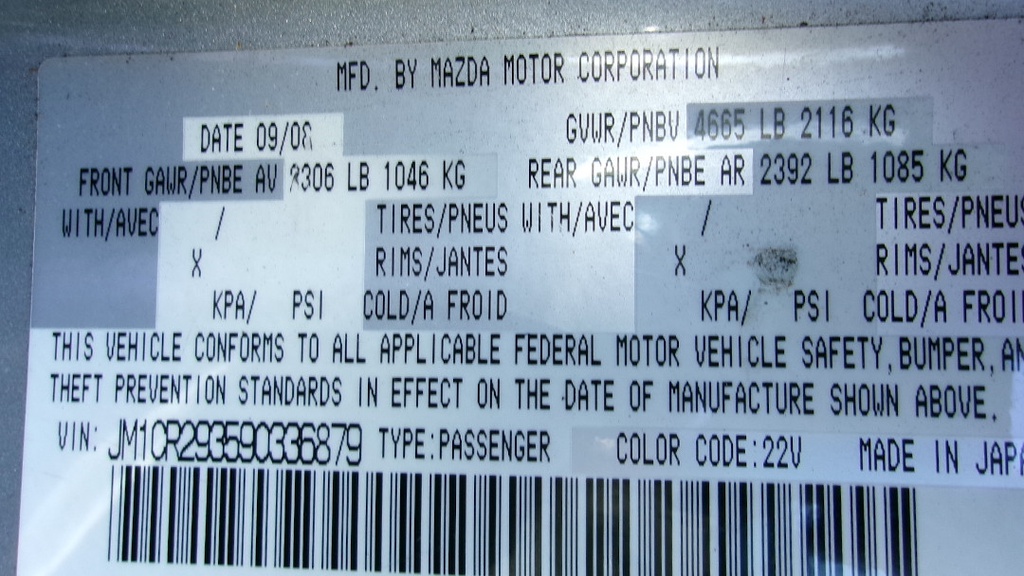 MFD. BY MAZDA MOTOR CORPORATION
DATE 09/08 GVWR/PNBV 4665 LB 2116 KG
FRONT GAWR/PNBE AV 2306 LB 1046 KG REAR GAWR/PNBE AR 2392 LB 1085 KG
WITH/AVEC / TIRES/PNEUS WITH/AVEC / TIRES/PNEUS
X RIMS/JANTES X RIMS/JANTES
KPA/ PSI COLD/A FROID KPA/ PSI COLD/A FROI
THIS VEHICLE CONFORMS TO ALL APPLICABLE FEDERAL MOTOR VEHICLE SAFETY, BUMPER, AN
THEFT PREVENTION STANDARDS IN EFFECT ON THE DATE OF MANUFACTURE SHOWN ABOVE.
VIN: JM1CR293590336879 TYPE:PASSENGER COLOR CODE:22V MADE IN JAPA